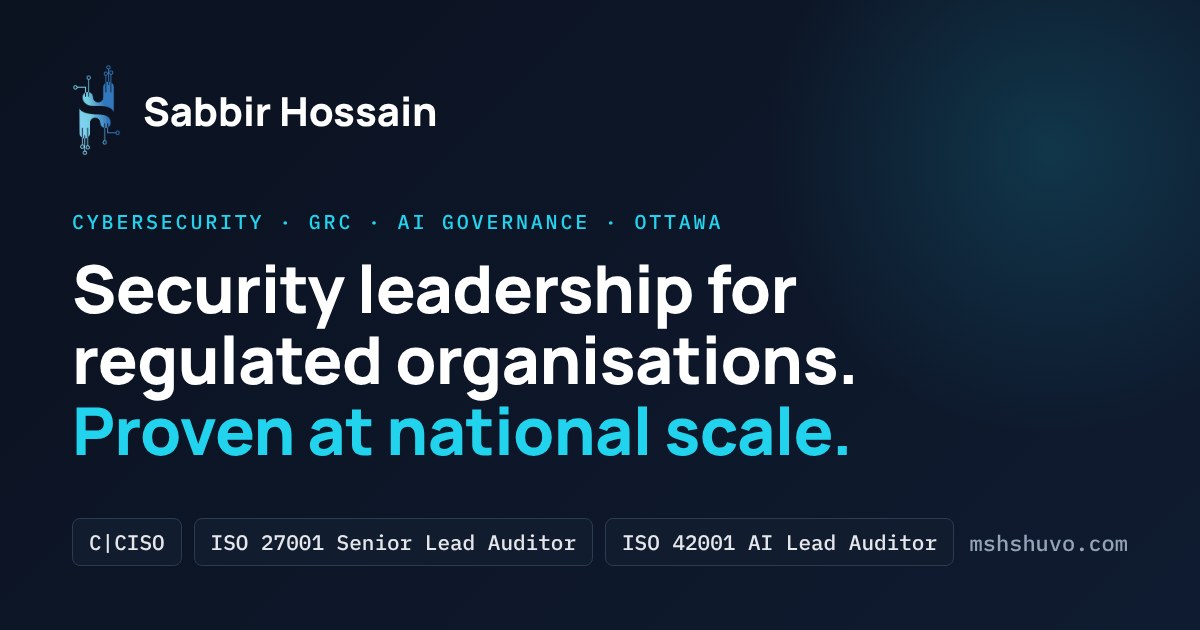 Sabbir Hossain
CYBERSECURITY · GRC · AI GOVERNANCE · OTTAWA
Security leadership for
regulated organisations.
Proven at national scale.
C|CISO
ISO 27001 Senior Lead Auditor
ISO 42001 AI Lead Auditor
mshshuvo.com